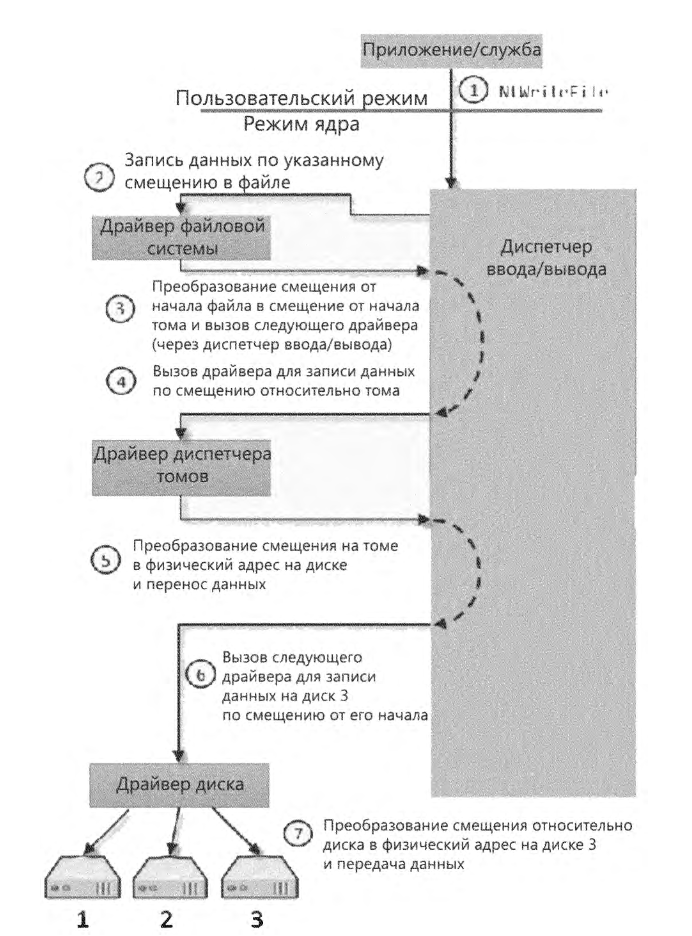 Приложение/служба
1 NtWriteFile
Пользовательский режим
Режим ядра
2 Запись данных по указанному
смещению в файле
Драйвер файловой
системы
Диспетчер
ввода/вывода
3 Преобразование смещения от
начала файла в смещение от начала
тома и вызов следующего драйвера
(через диспетчер ввода/вывода)
4 Вызов драйвера для записи данных
по смещению относительно тома
Драйвер диспетчера
томов
5 Преобразование смещения на томе
в физический адрес на диске
и перенос данных
6 Вызов следующего
драйвера для записи
данных на диск 3
по смещению от его начала
Драйвер диска
7 Преобразование смещения относительно
диска в физический адрес на диске 3
и передача данных
1 2 3